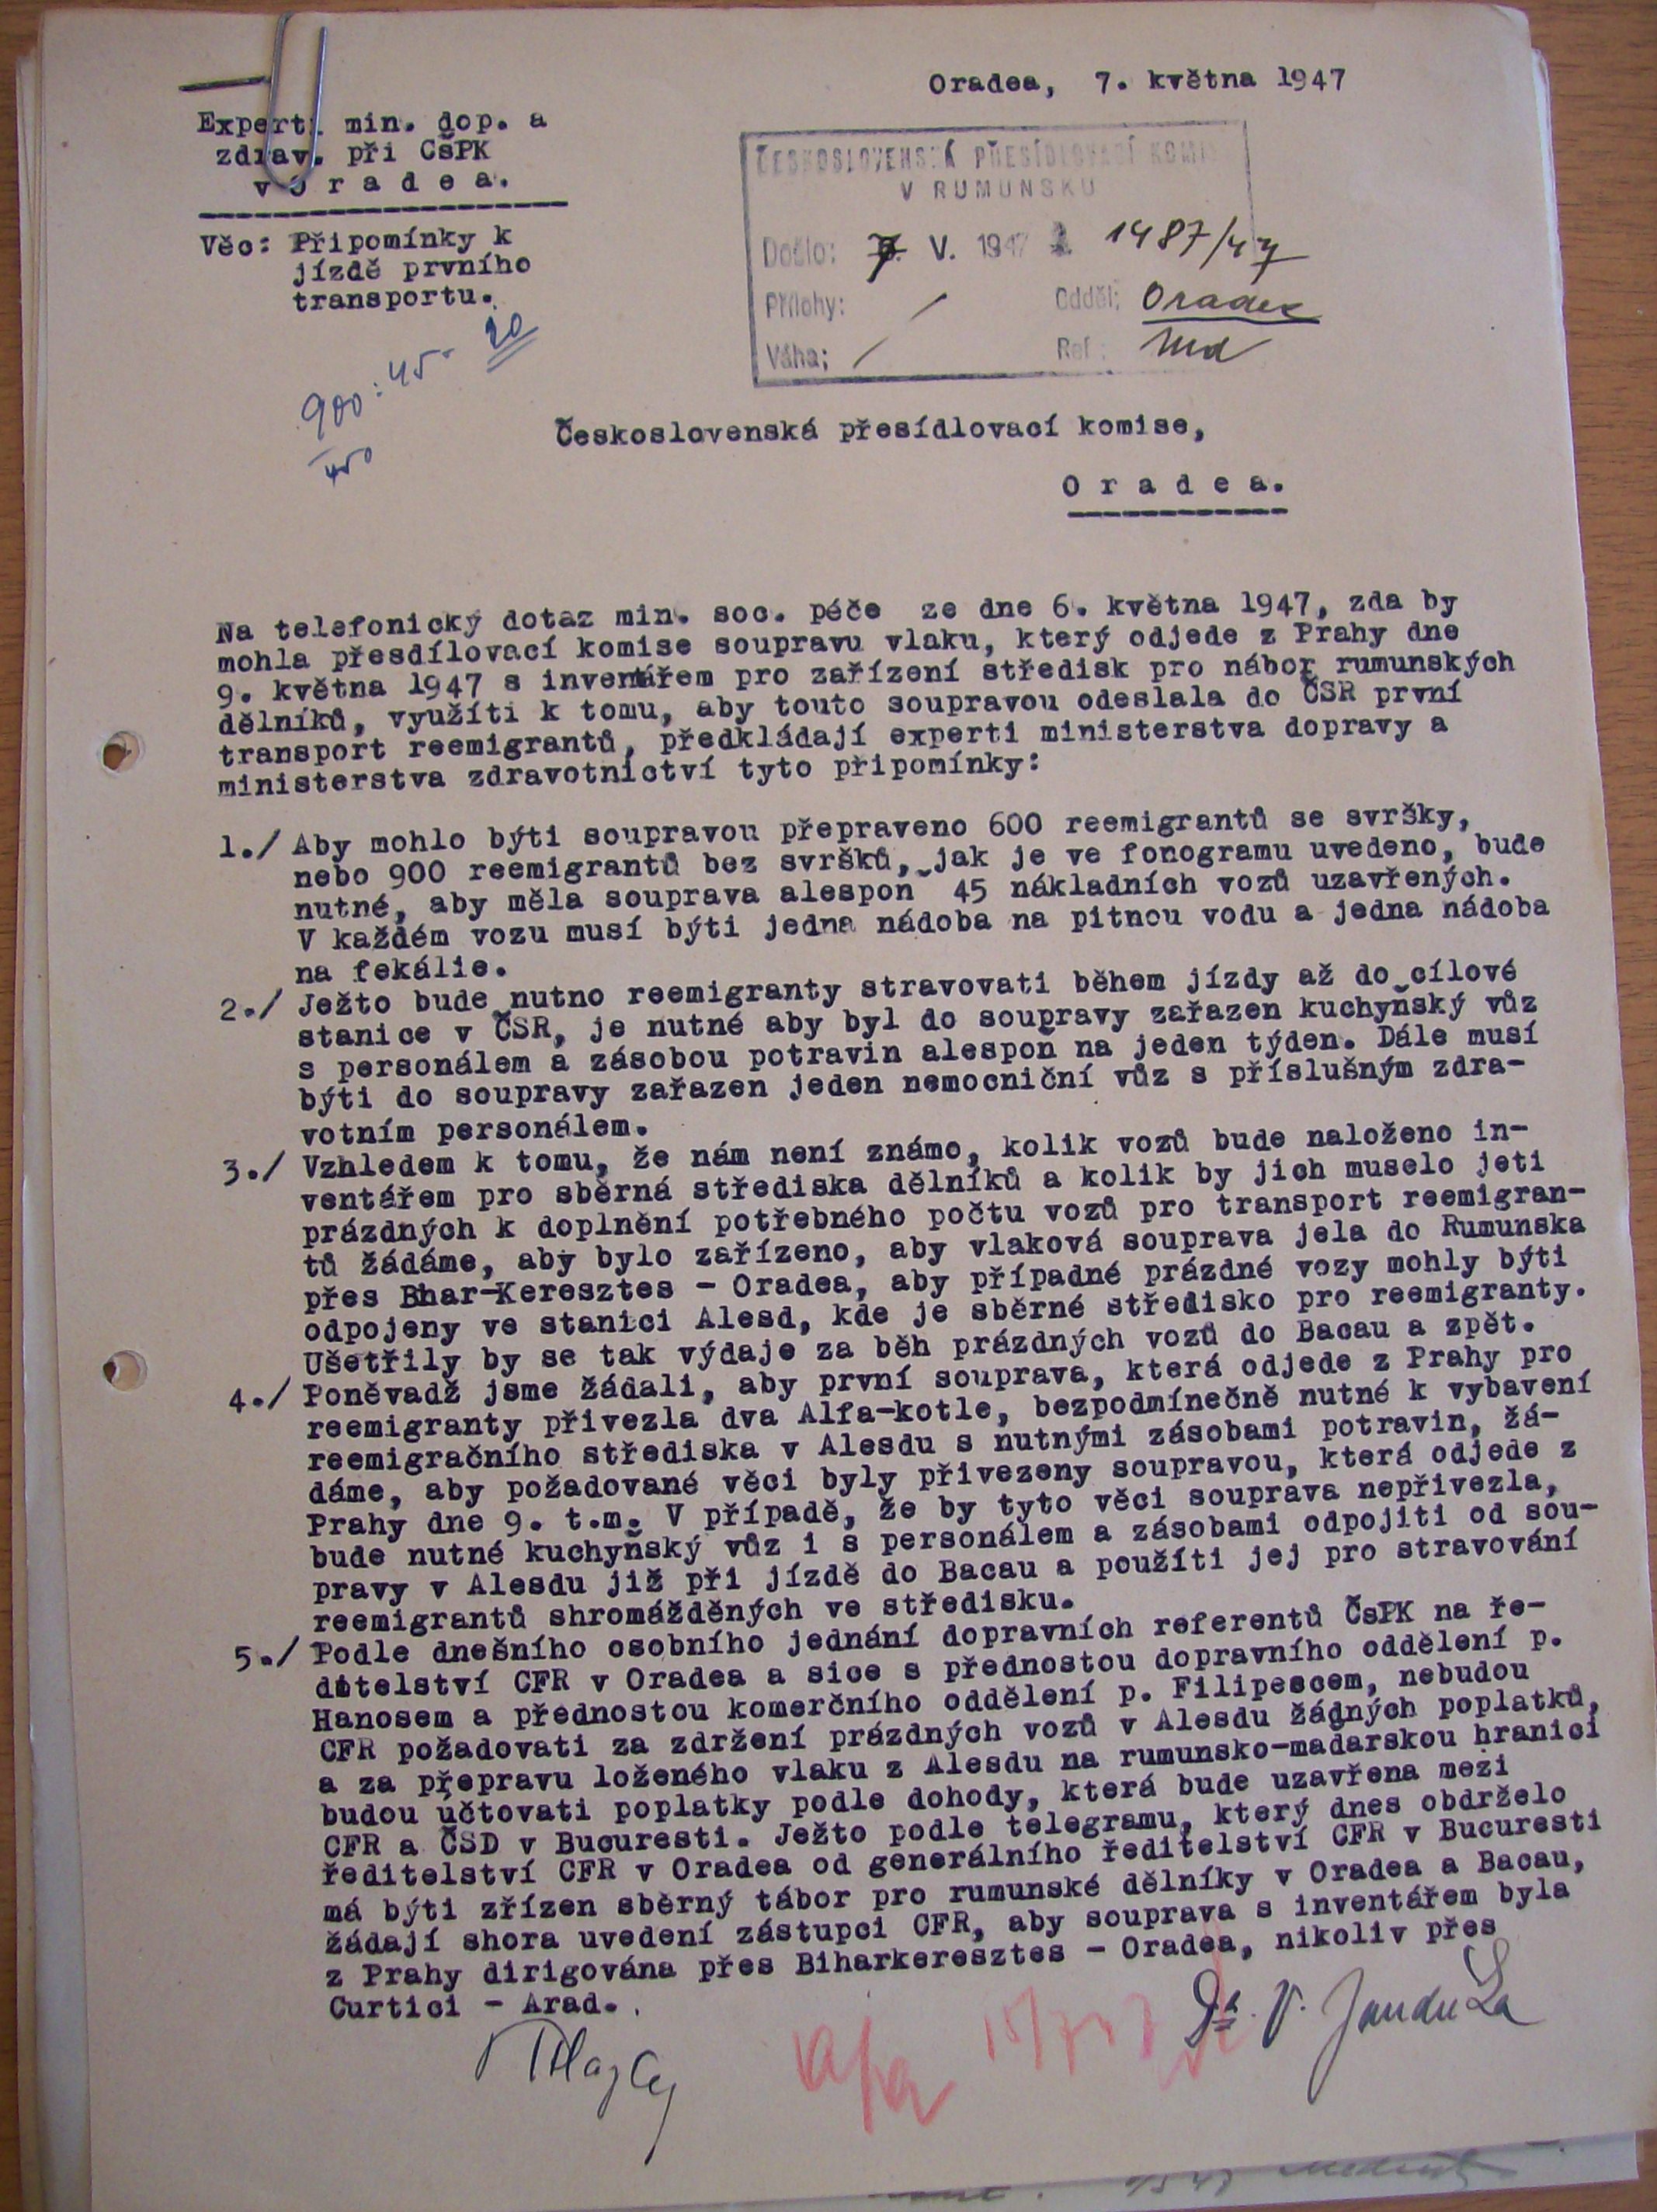 Oradea, 7. května 1947
Experti min. dop. a
zdrav. při ČsPK
v O r a d e a.
Věc: Připomínky k
jízdě prvního
transportu.
900:45 - 20
450
ČESKOSLOVENSKÁ PŘESÍDLOVACÍ KOMISE
V RUMUNSKU
Došlo: 7. V. 1947 1487/47
Přílohy: / Odděl: Oradea
Váha: / Ref:
Československá přesídlovací komise,
O r a d e a.
Na telefonický dotaz min. soc. péče ze dne 6. května 1947, zda by
mohla přesdílovací komise soupravu vlaku, který odjede z Prahy dne
9. května 1947 s inventářem pro zařízení středisk pro nábor rumunských
dělníků, využíti k tomu, aby touto soupravou odeslala do ČSR první
transport reemigrantů, předkládají experti ministerstva dopravy a
ministerstva zdravotnictví tyto připomínky:
1./ Aby mohlo býti soupravou přepraveno 600 reemigrantů se svršky,
nebo 900 reemigrantů bez svršků, jak je ve fonogramu uvedeno, bude
nutné, aby měla souprava alespoň 45 nákladních vozů uzavřených.
V každém vozu musí býti jedna nádoba na pitnou vodu a jedna nádoba
na fekálie.
2./ Ježto bude nutno reemigranty stravovati během jízdy až do cílové
stanice v ČSR, je nutné aby byl do soupravy zařazen kuchyňský vůz
s personálem a zásobou potravin alespoň na jeden týden. Dále musí
býti do soupravy zařazen jeden nemocniční vůz s příslušným zdra-
votním personálem.
3./ Vzhledem k tomu, že nám není známo, kolik vozů bude naloženo in-
ventářem pro sběrná střediska dělníků a kolik by jich muselo jeti
prázdných k doplnění potřebného počtu vozů pro transport reemigran-
tů žádáme, aby bylo zařízeno, aby vlaková souprava jela do Rumunska
přes Bhar-Keresztes - Oradea, aby případné prázdné vozy mohly býti
odpojeny ve stanici Alesd, kde je sběrné středisko pro reemigranty.
Ušetřily by se tak výdaje za běh prázdných vozů do Bacau a zpět.
4./ Poněvadž jsme žádali, aby první souprava, která odjede z Prahy pro
reemigranty přivezla dva Alfa-kotle, bezpodmínečně nutné k vybavení
reemigračního střediska v Alesdu s nutnými zásobami potravin, žá-
dáme, aby požadované věci byly přivezeny soupravou, která odjede z
Prahy dne 9. t.m. V případě, že by tyto věci souprava nepřivezla,
bude nutné kuchyňský vůz i s personálem a zásobami odpojiti od sou-
pravy v Alesdu již při jízdě do Bacau a použíti jej pro stravování
reemigrantů shromážděných ve středisku.
5./ Podle dnešního osobního jednání dopravních referentů ČsPK na ře-
ditelství CFR v Oradea a sice s přednostou dopravního oddělení p.
Hanosem a přednostou komerčního oddělení p. Filipescem, nebudou
CFR požadovati za zdržení prázdných vozů v Alesdu žádných poplatků,
a za přepravu loženého vlaku z Alesdu na rumunsko-maďarskou hranici
budou účtovati poplatky podle dohody, která bude uzavřena mezi
CFR a ČSD v Bucuresti. Ježto podle telegramu, který dnes obdrželo
ředitelství CFR v Oradea od generálního ředitelství CFR v Bucuresti
má býti zřízen sběrný tábor pro rumunské dělníky v Oradea a Bacau,
žádají shora uvedení zástupci CFR, aby souprava s inventářem byla
z Prahy dirigována přes Biharkeresztes - Oradea, nikoliv přes
Curtici - Arad.
Dr. V. Jandula
a/a